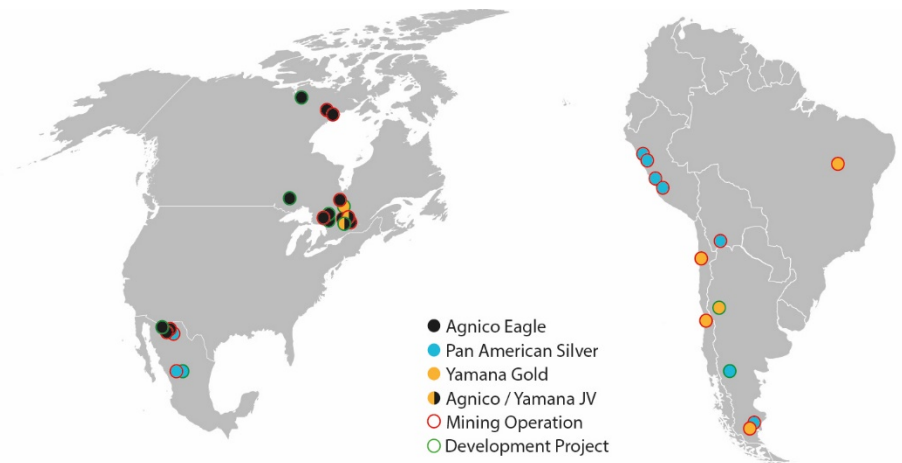 Agnico Eagle
Pan American Silver
Yamana Gold
Agnico / Yamana JV
Mining Operation
Development Project